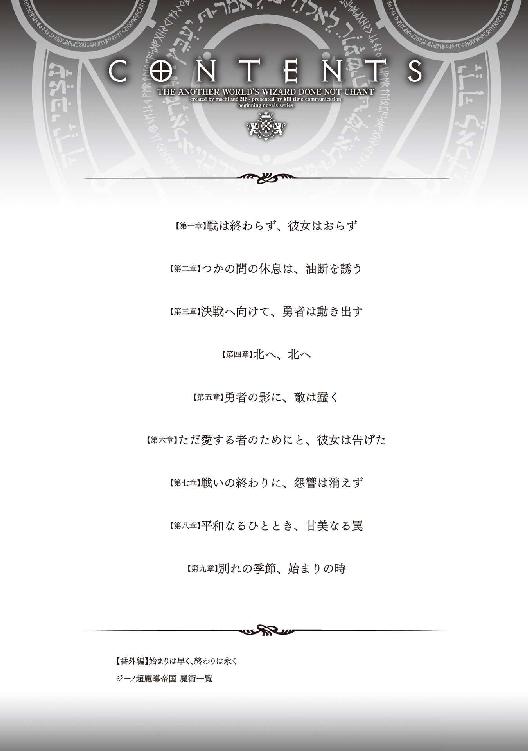 CONTENTS
THE ANOTHER WORLD'S WIZARD DONE NOT CHANT
【第一章】戦は終わらず、彼女はおらず
【第二章】つかの間の休息は、油断を誘う
【第三章】決戦へ向けて、勇者は動き出す
【第四章】北へ、北へ
【第五章】勇者の影に、敵は蠢く
【第六章】ただ愛する者のためにと、彼女は告げた
【第七章】戦いの終わりに、怨讐は消えず
【第八章】平和なるひととき、甘美なる罠
【第九章】別れの季節、始まりの時
【番外編】始まりは早く、終わりは永く
ジーノ超魔導帝国 魔術一覧